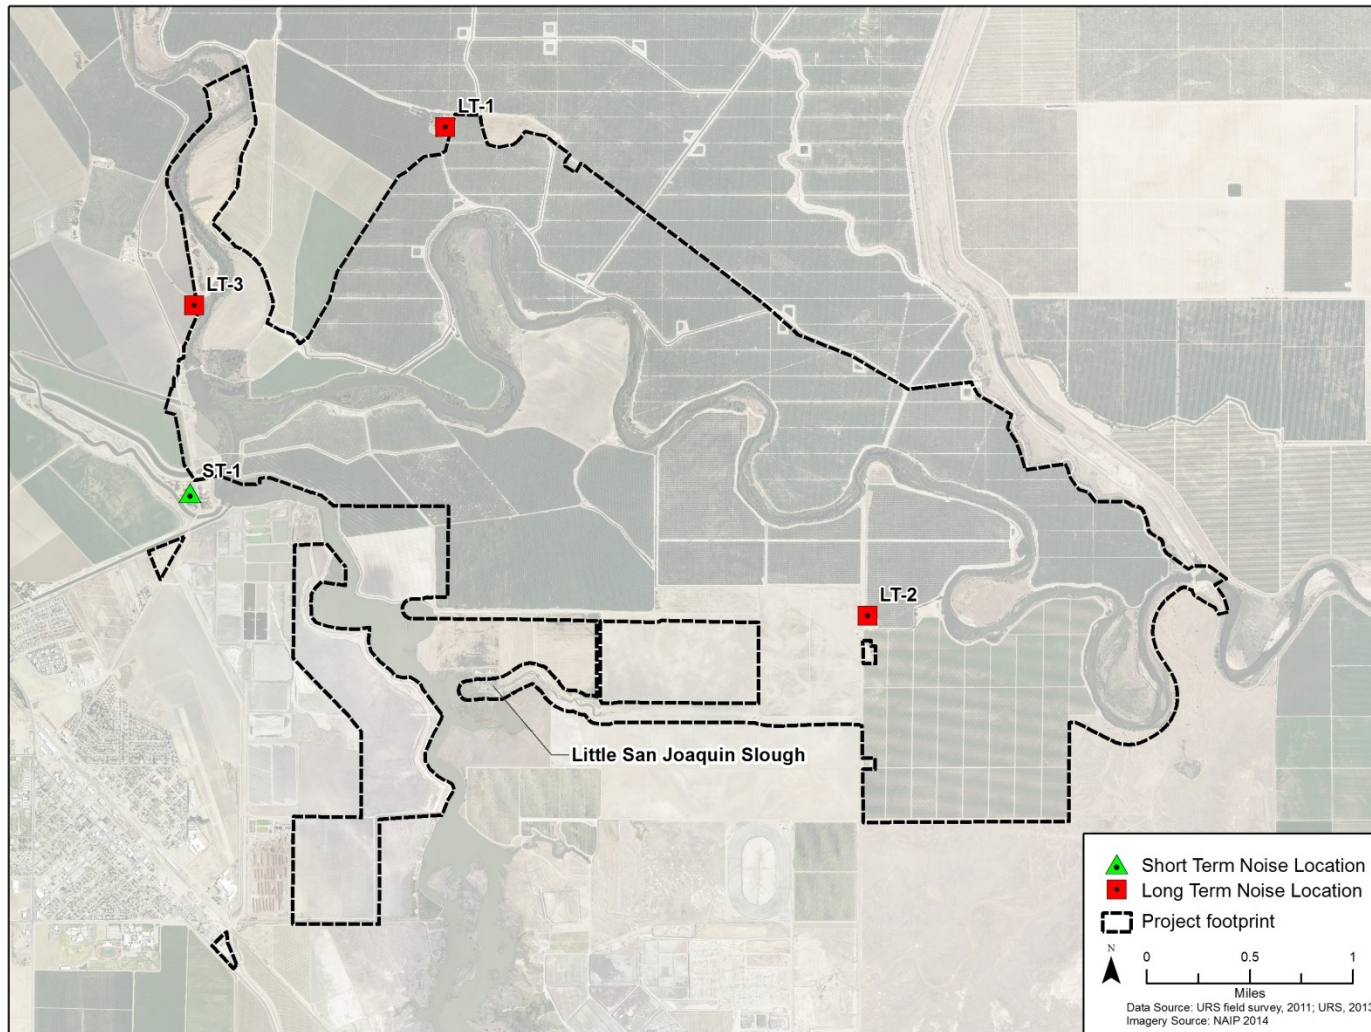 LT-1
LT-3
ST-1
LT-2
Little San Joaquin Slough
Short Term Noise Location
Long Term Noise Location
Project footprint
N
0 0.5 1
Miles
Data Source: URS field survey, 2011; URS, 2013
Imagery Source: NAIP 2014